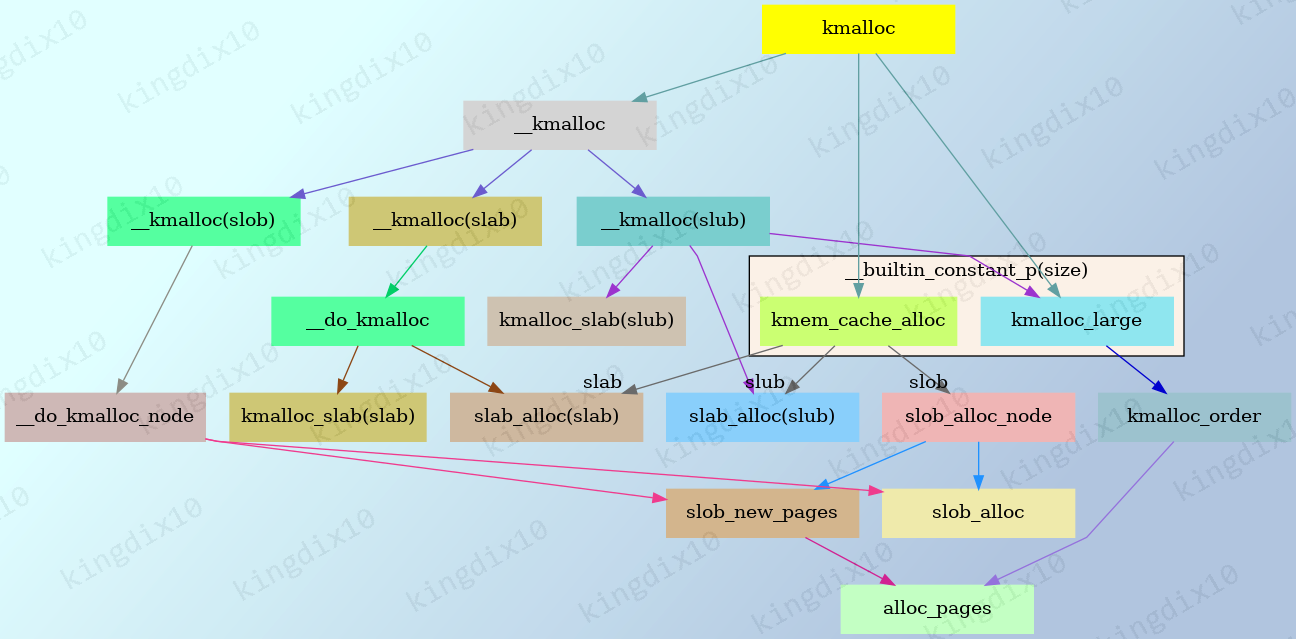 kmalloc
__kmalloc
__kmalloc(slob)
__kmalloc(slab)
__kmalloc(slub)
__builtin_constant_p(size)
__do_kmalloc
kmalloc_slab(slub)
kmem_cache_alloc
kmalloc_large
slab
slub
slob
__do_kmalloc_node
kmalloc_slab(slab)
slab_alloc(slab)
slab_alloc(slub)
slob_alloc_node
kmalloc_order
slob_new_pages
slob_alloc
alloc_pages
kingdix10